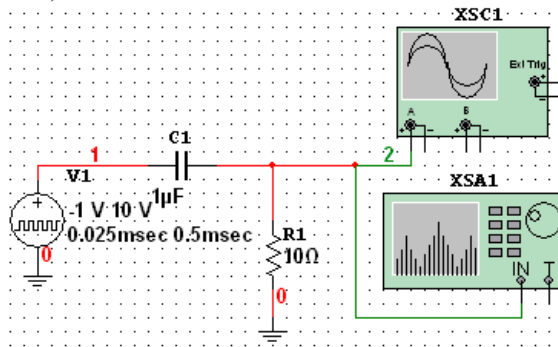 XSC1
Ext Trig
+
A
B
+
-
+
-
C1
1
2
V1
1µF
XSA1
-1 V 10 V
0.025msec 0.5msec
R1
10Ω
IN
T
0
0